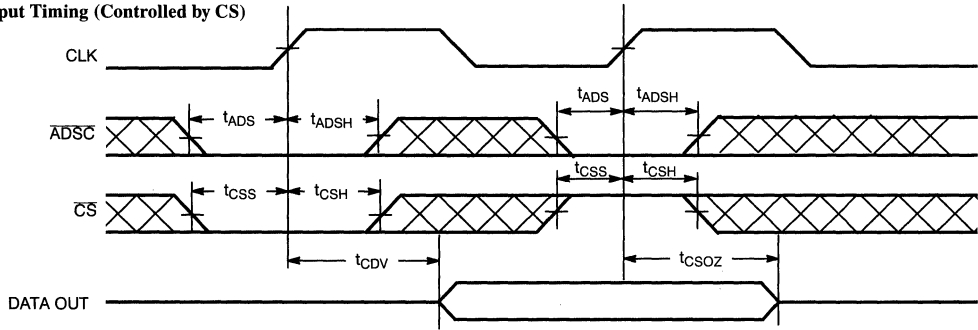 put Timing (Controlled by CS)
CLK
tADS tADSH tADS tADSH
ADSC
tCSS tCSH tCSS tCSH
CS
tCDV tCSOZ
DATA OUT